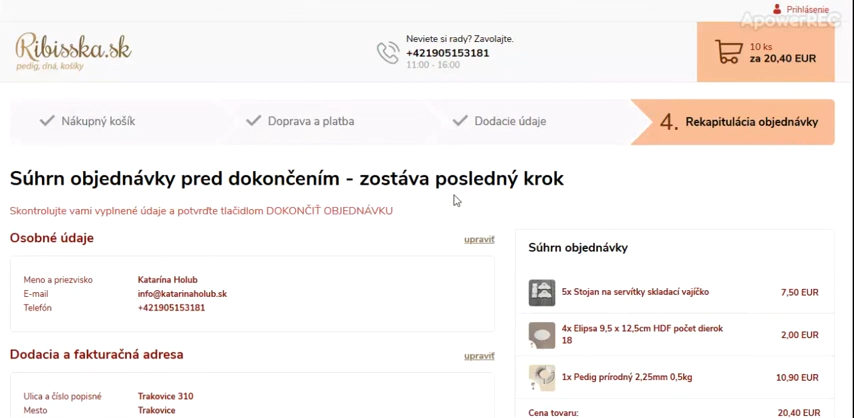 Prihlásenie
ApowerREC
Ribisska.sk
pedig, dná, košíky
Neviete si rady? Zavolajte.
+421905153181
11:00 - 16:00
10 ks
za 20,40 EUR
Nákupný košík
Doprava a platba
Dodacie údaje
4. Rekapitulácia objednávky
Súhrn objednávky pred dokončením - zostáva posledný krok
Skontrolujte vami vyplnené údaje a potvrďte tlačidlom DOKONČIŤ OBJEDNÁVKU
Osobné údaje
upraviť
Meno a priezvisko Katarína Holub
E-mail info@katarinaholub.sk
Telefón +421905153181
Dodacia a fakturačná adresa
upraviť
Ulica a číslo popisné Trakovice 310
Mesto Trakovice
Súhrn objednávky
5x Stojan na servítky skladací vajíčko 7,50 EUR
4x Elipsa 9,5 x 12,5cm HDF počet dierok
18
2,00 EUR
1x Pedig prírodný 2,25mm 0,5kg 10,90 EUR
Cena tovaru: 20,40 EUR